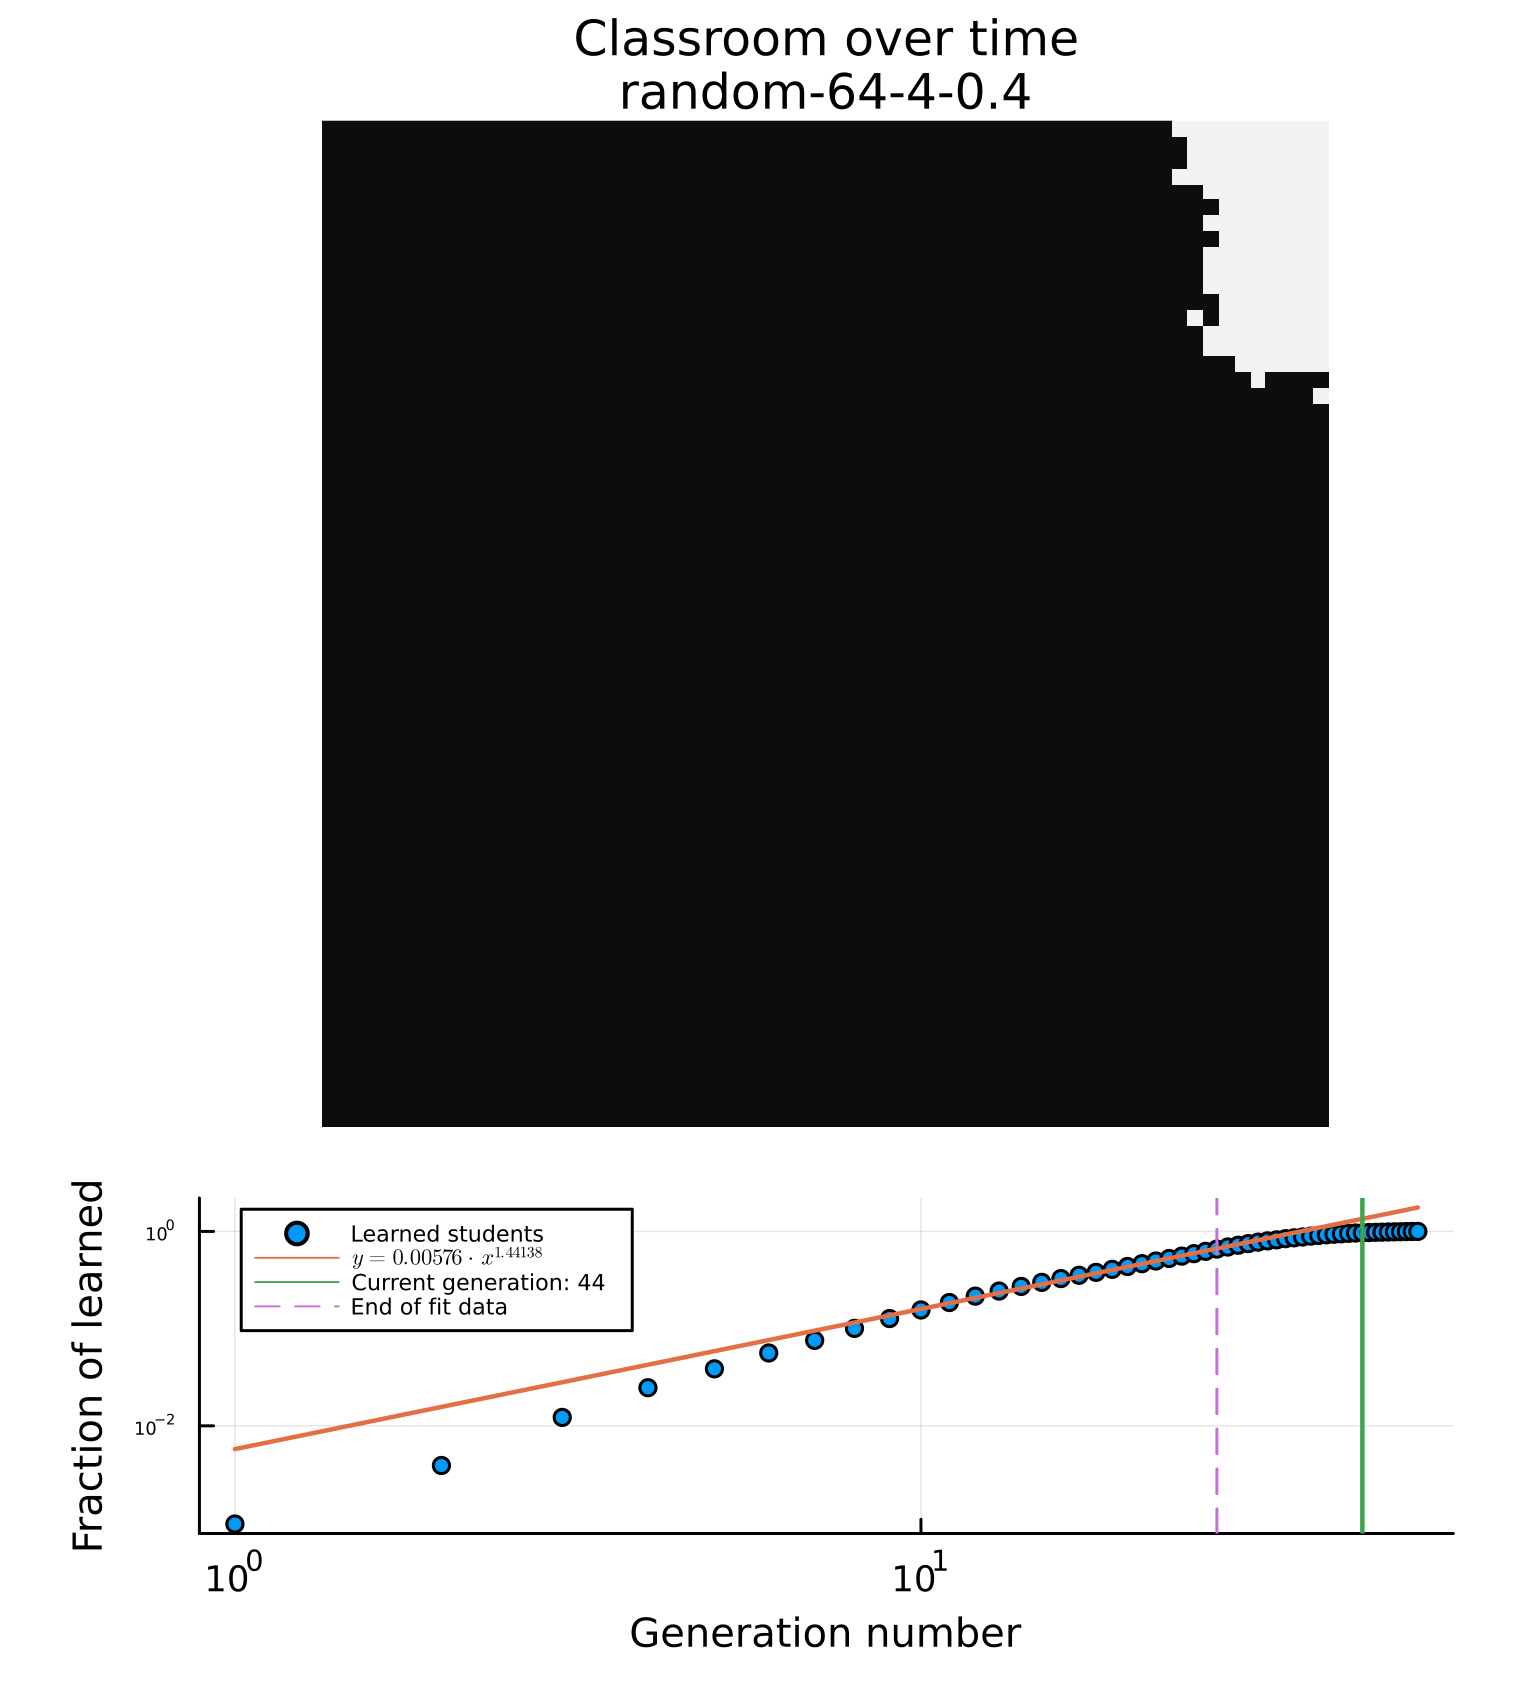 Classroom over time
random-64-4-0.4
Fraction of learned
10^0
10^-2
Learned students
y = 0.00576 · x^1.44138
Current generation: 44
End of fit data
10^0
10^1
Generation number